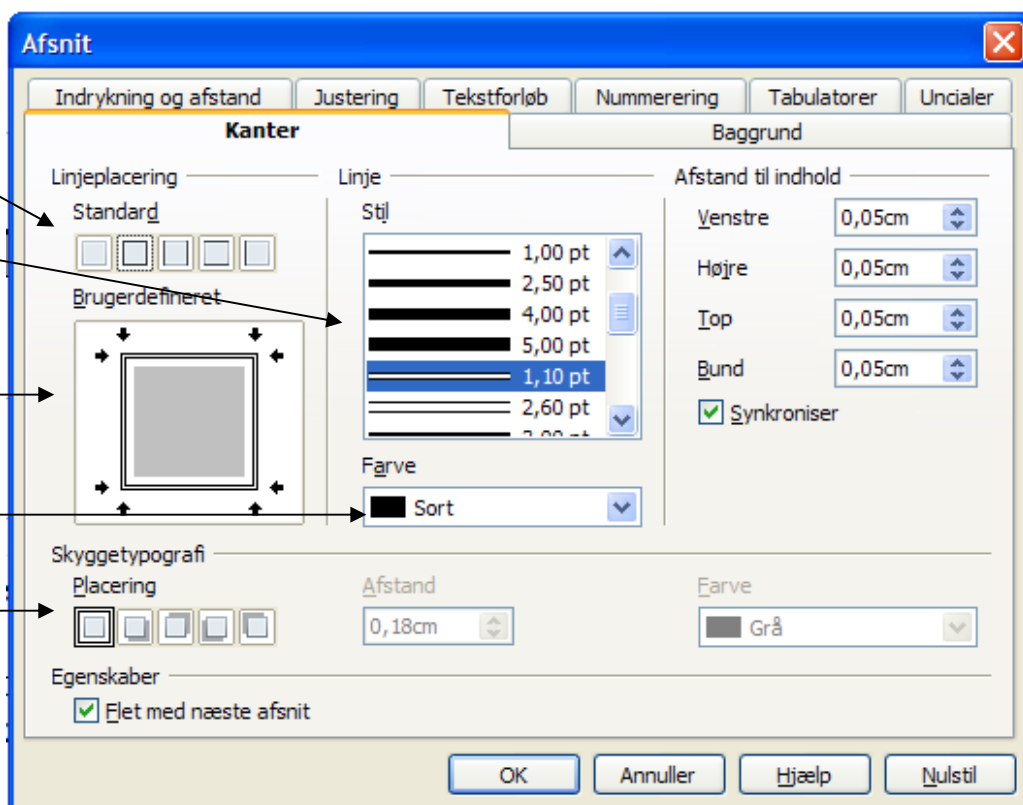 Afsnit
Indrykning og afstand Justering Tekstforløb Nummerering Tabulatorer Uncialer
Kanter Baggrund
Linjeplacering Linje Afstand til indhold
Standard Stil
Venstre 0,05cm
1,00 pt
2,50 pt
Højre 0,05cm
Brugerdefineret
4,00 pt
Top 0,05cm
5,00 pt
1,10 pt
Bund 0,05cm
2,60 pt
Synkroniser
Farve
Sort
Skyggetypografi
Placering Afstand Farve
0,18cm Grå
Egenskaber
Flet med næste afsnit
OK Annuller Hjælp Nulstil